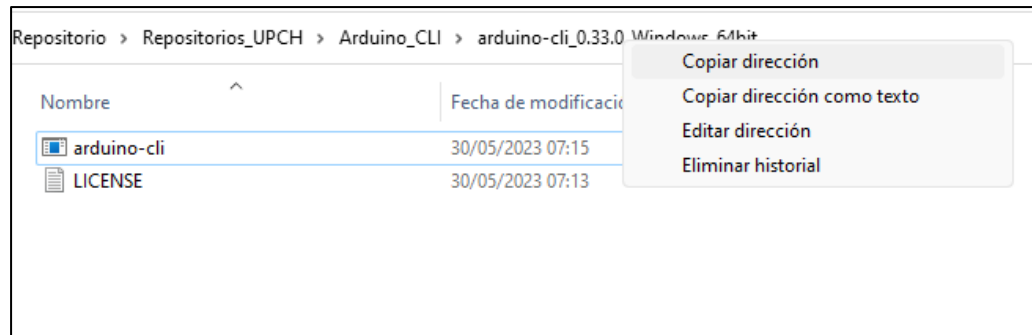 Repositorio > Repositorios_UPCH > Arduino_CLI > arduino-cli_0.33.0_Windows_64bit
Copiar dirección
Copiar dirección como texto
Editar dirección
Eliminar historial
Nombre Fecha de modificació
arduino-cli 30/05/2023 07:15
LICENSE 30/05/2023 07:13